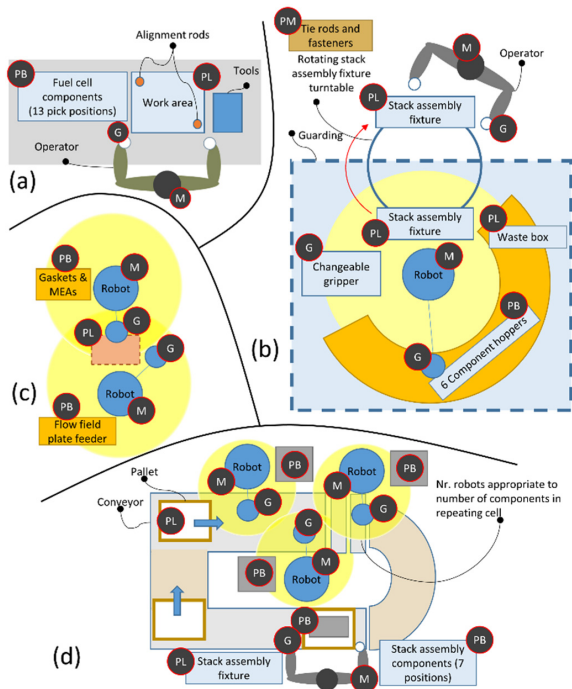 Alignment rods
PB
Fuel cell
components
(13 pick positions)
PL
Tools
Work area
G
Operator
M
(a)
PM
Tie rods and
fasteners
Rotating stack
assembly fixture
turntable
M
Operator
PL
Stack assembly
fixture
G
Guarding
Stack assembly
fixture
PL
PL
Waste box
G
Changeable
gripper
M
Robot
PB
G
6 Component hoppers
(b)
PB
Gaskets &
MEAs
M
Robot
PL
G
G
(c)
Robot
PB
M
Flow field
plate feeder
Pallet
Conveyor
PL
Robot
PB
M
G
Robot
PB
M
G
Nr. robots appropriate to
number of components in
repeating cell
G
M
PB
Robot
PB
G
(d)
PL
Stack assembly
fixture
M
Stack assembly
components (7
positions)
PB